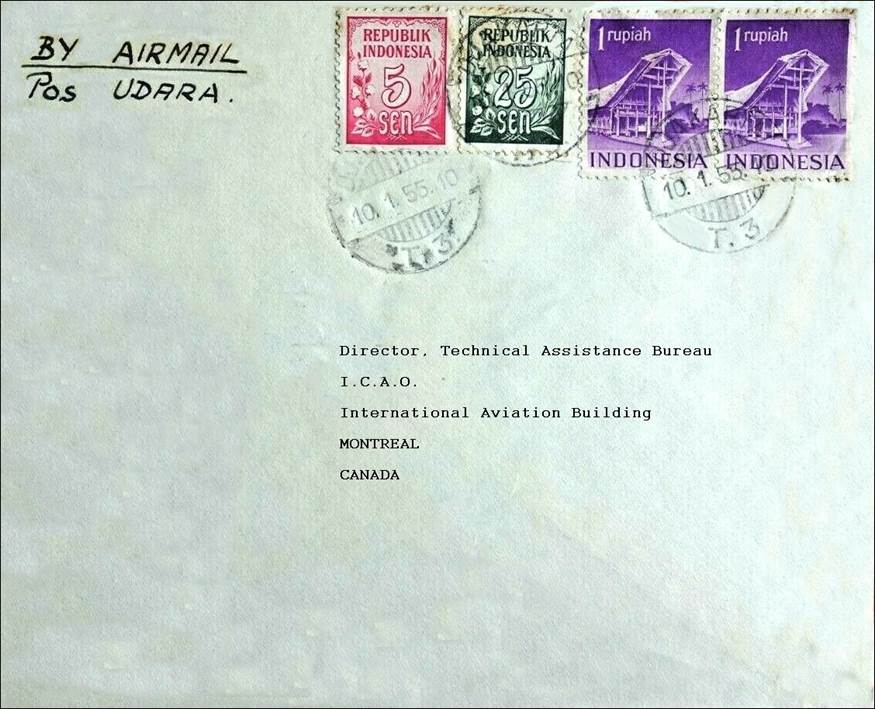 BY AIRMAIL
Pos UDARA.
REPUBLIK
INDONESIA
5
sen
REPUBLIK
INDONESIA
25
sen
1 rupiah
INDONESIA
1 rupiah
INDONESIA
10.1.55.10
T.3
10.1.55.10
T.3
Director, Technical Assistance Bureau
I.C.A.O.
International Aviation Building
MONTREAL
CANADA